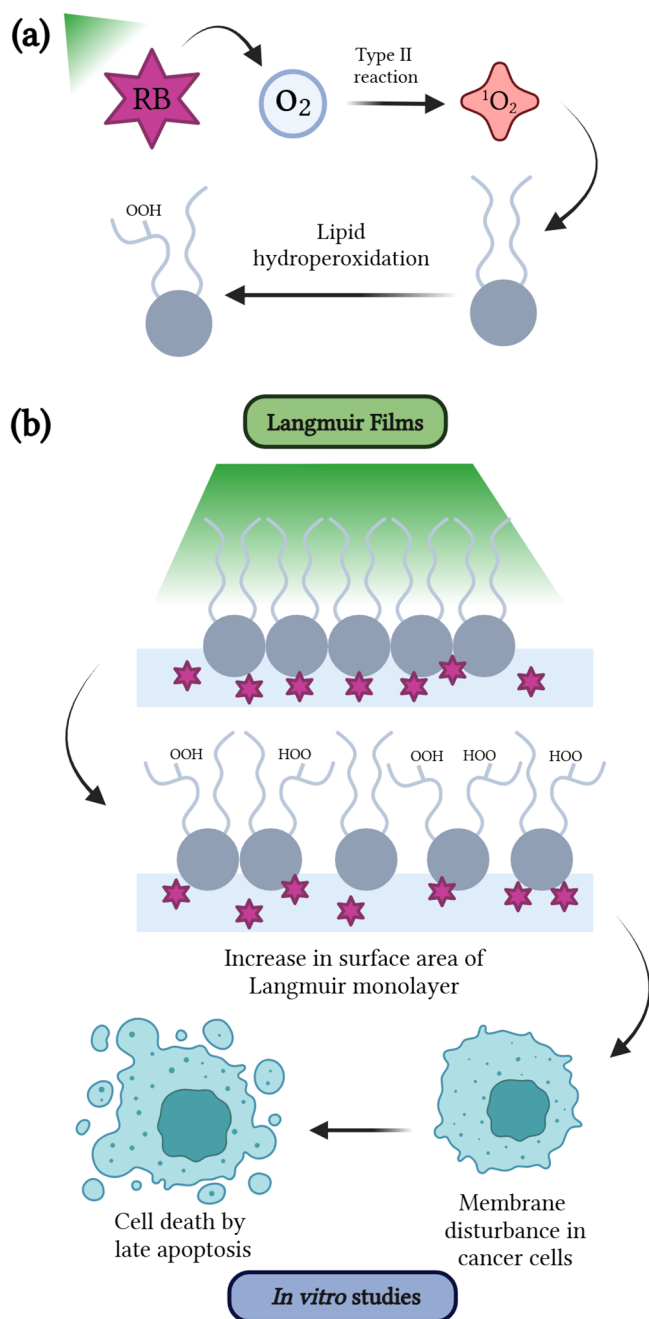 (a)
RB
O₂
Type II
reaction
¹O₂
OOH
Lipid
hydroperoxidation
(b)
Langmuir Films
OOH
HOO
OOH
HOO
HOO
Increase in surface area of
Langmuir monolayer
Cell death by
late apoptosis
Membrane
disturbance in
cancer cells
In vitro studies